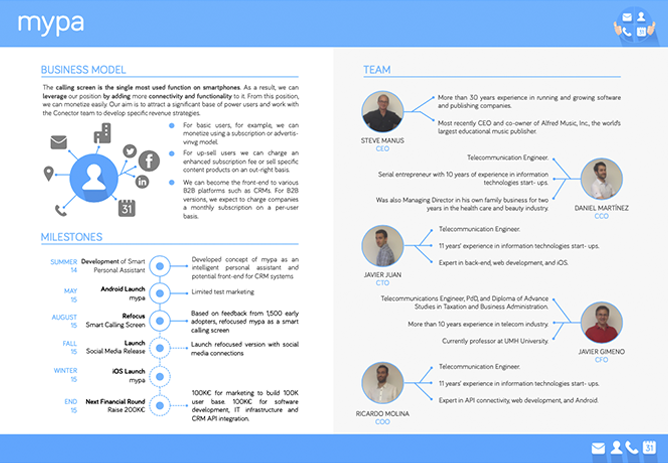 mypa
31
BUSINESS MODEL
The calling screen is the single most used function on smartphones. As a result, we can
leverage our position by adding more connectivity and functionality to it. From this position,
we can monetize easily. Our aim is to attract a significant base of power users and work with
the Conector team to develop specific revenue strategies.
For basic users, for example, we can
monetize using a subscription or advertis-
ving model.
For up-sell users we can charge an
enhanced subscription fee or sell specific
content products on an out-right basis.
We can become the front-end to various
B2B platforms such as CRMs. For B2B
versions, we expect to charge companies
a monthly subscription on a per-user
basis.
f
in
31
MILESTONES
SUMMER
14
Development of Smart
Personal Assistant
Developed concept of mypa as an
intelligent personal assistant and
potential front-end for CRM systems
MAY
15
Android Launch
mypa
Limited test marketing
AUGUST
15
Refocus
Smart Calling Screen
Based on feedback from 1,500 early
adopters, refocused mypa as a smart
calling screen
FALL
15
Launch
Social Media Release
Launch refocused version with social
media connections
WINTER
15
iOS Launch
mypa
END
15
Next Financial Round
Raise 200K€
100K€ for marketing to build 100K
user base. 100K€ for software
development, IT infrastructure and
CRM API integration.
TEAM
More than 30 years experience in running and growing software
and publishing companies.
Most recently CEO and co-owner of Alfred Music, Inc., the world's
largest educational music publisher.
STEVE MANUS
CEO
Telecommunication Engineer.
Serial entrepreneur with 10 years of experience in information
technologies start- ups.
Was also Managing Director in his own family business for two
years in the health care and beauty industry.
DANIEL MARTÍNEZ
CCO
Telecommunication Engineer.
11 years' experience in information technologies start- ups.
Expert in back-end, web development, and iOS.
JAVIER JUAN
CTO
Telecommunications Engineer, PdD, and Diploma of Advance
Studies in Taxation and Business Administration.
More than 10 years experience in telecom industry.
Currently professor at UMH University.
JAVIER GIMENO
CFO
Telecommunication Engineer.
11 years' experience in information technologies start- ups.
Expert in API connectivity, web development, and Android.
RICARDO MOLINA
COO
31